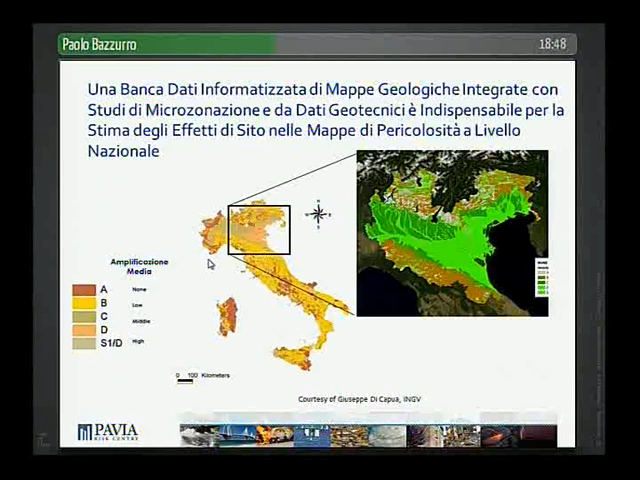 Paolo Bazzurro
18:48
Una Banca Dati Informatizzata di Mappe Geologiche Integrate con
Studi di Microzonazione e da Dati Geotecnici è Indispensabile per la
Stima degli Effetti di Sito nelle Mappe di Pericolosità a Livello
Nazionale
Amplificazione
Media
A None
B Low
C Middle
D
S1/D High
0 100 Kilometers
Courtesy of Giuseppe Di Capua, INGV
PAVIA
RISK CENTRE